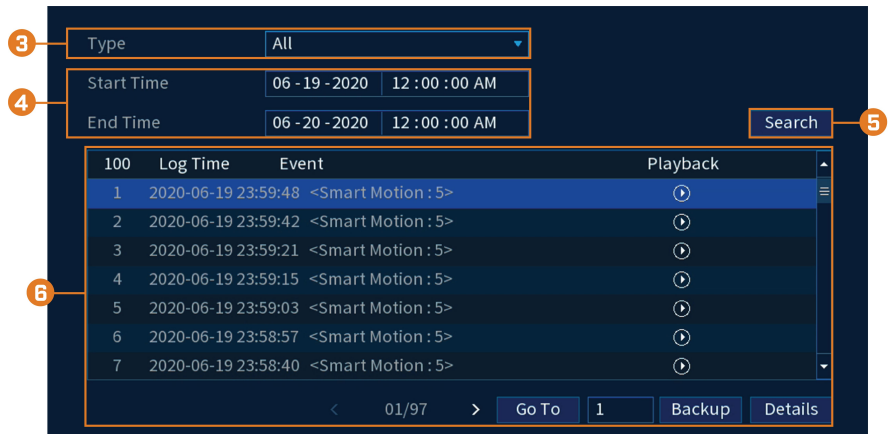 3 Type All
Start Time 06 -19 -2020 12 : 00 : 00 AM
4
End Time 06 -20 -2020 12 : 00 : 00 AM Search 5
100 Log Time Event Playback
1 2020-06-19 23:59:48 <Smart Motion : 5>
2 2020-06-19 23:59:42 <Smart Motion : 5>
3 2020-06-19 23:59:21 <Smart Motion : 5>
4 2020-06-19 23:59:15 <Smart Motion : 5>
6 5 2020-06-19 23:59:03 <Smart Motion : 5>
6 2020-06-19 23:58:57 <Smart Motion : 5>
7 2020-06-19 23:58:40 <Smart Motion : 5>
< 01/97 > Go To 1 Backup Details